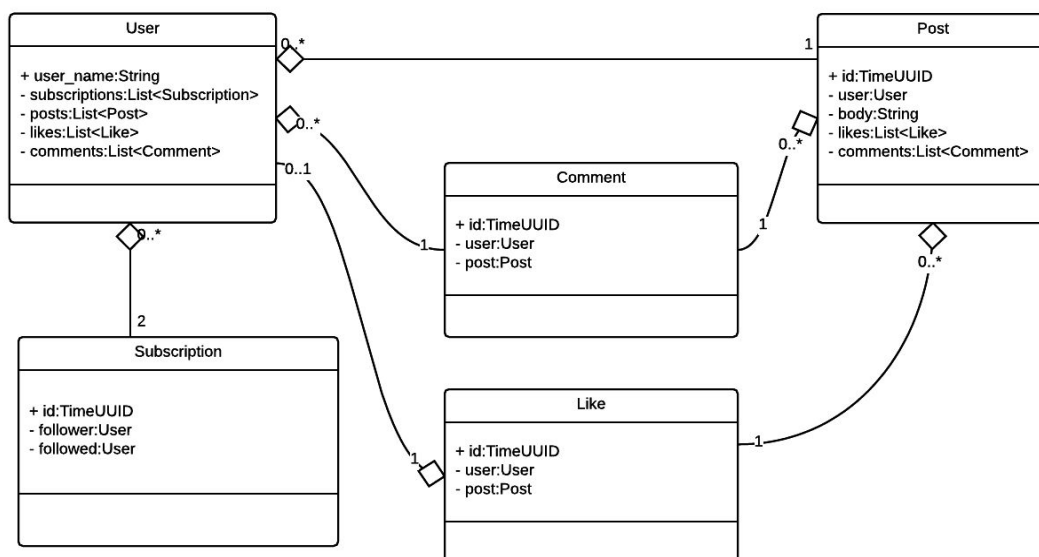 User
+ user_name:String
- subscriptions:List<Subscription>
- posts:List<Post>
- likes:List<Like>
- comments:List<Comment>
0..*
1
0..*
0..1
0..*
2
Post
+ id:TimeUUID
- user:User
- body:String
- likes:List<Like>
- comments:List<Comment>
0..*
0..*
Comment
+ id:TimeUUID
- user:User
- post:Post
1
1
Subscription
+ id:TimeUUID
- follower:User
- followed:User
Like
+ id:TimeUUID
- user:User
- post:Post
1
1